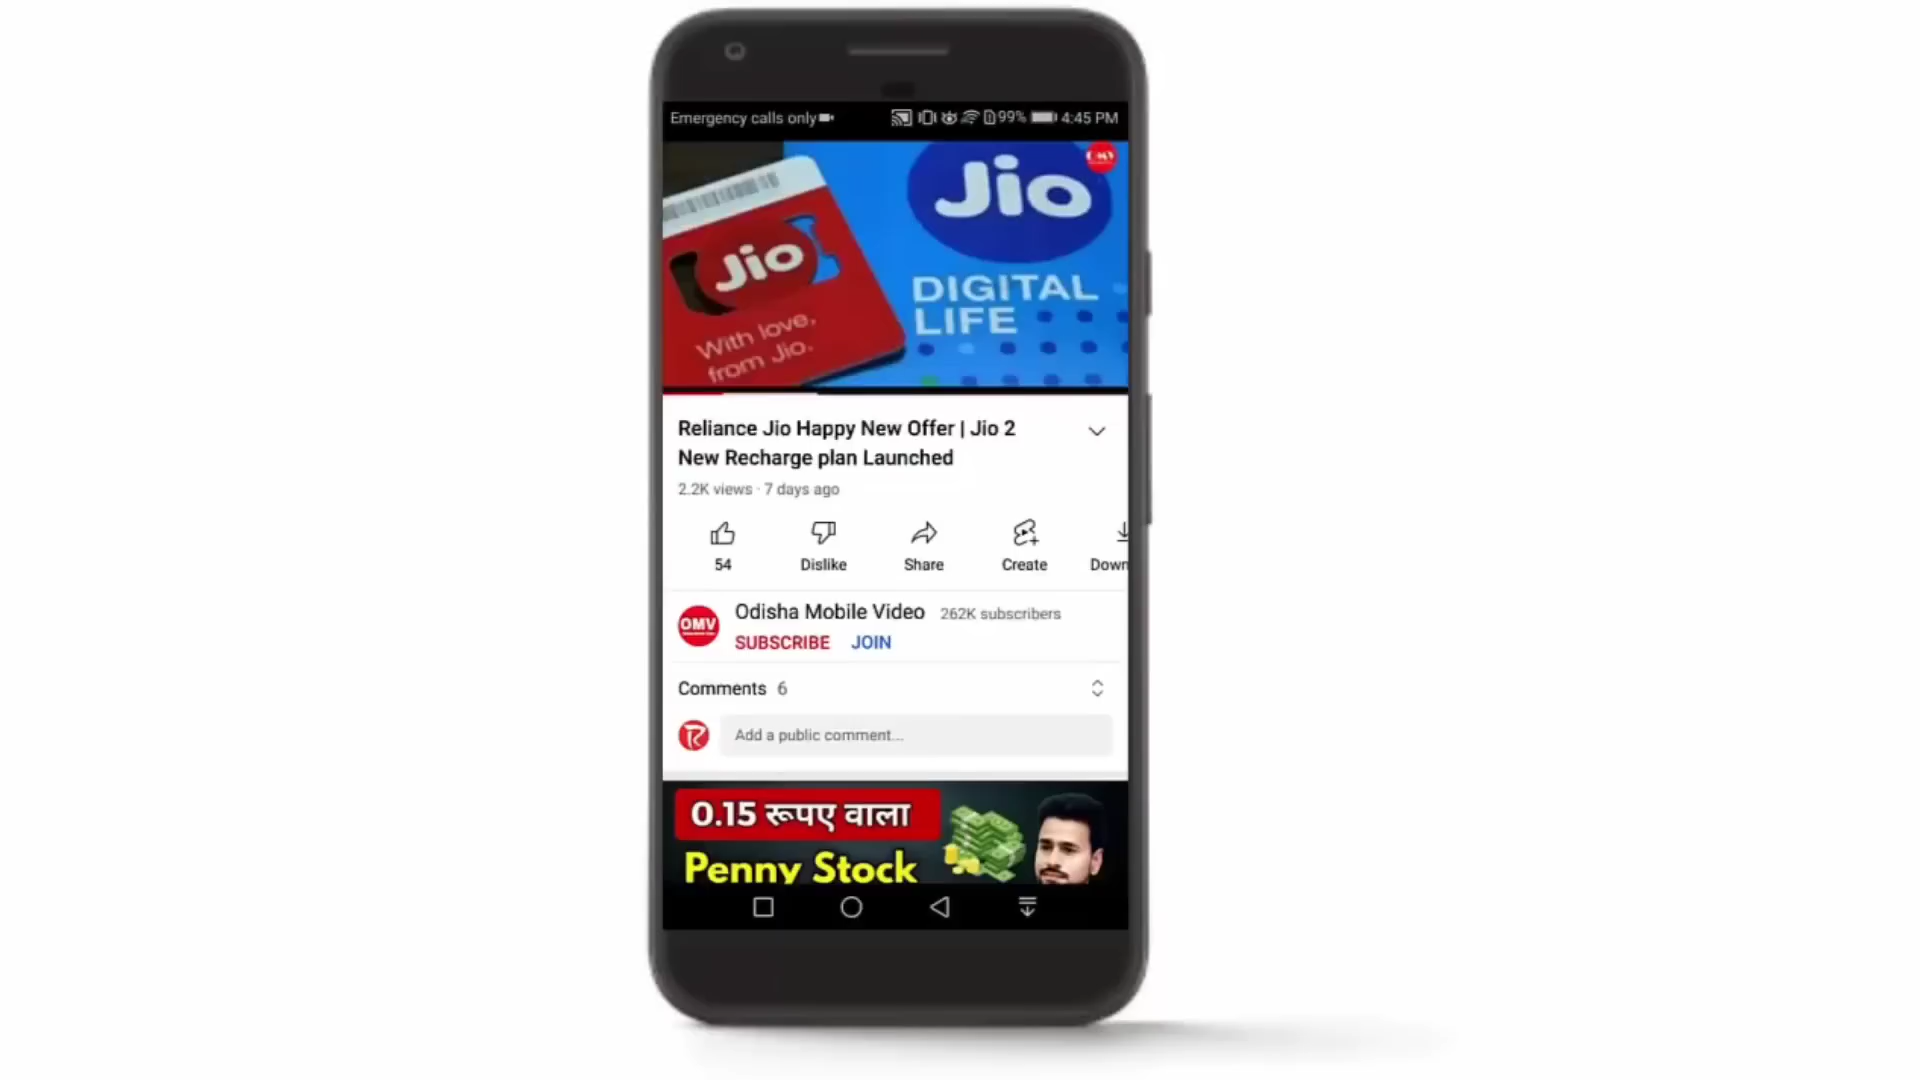 Emergency calls only
99%
4:45 PM
Jio
DIGITAL
LIFE
Jio
With love,
from Jio.
Reliance Jio Happy New Offer | Jio 2
New Recharge plan Launched
2.2K views · 7 days ago
54
Dislike
Share
Create
Down
Odisha Mobile Video
262K subscribers
OMV
SUBSCRIBE
JOIN
Comments 6
Add a public comment...
0.15 रूपए वाला
Penny Stock